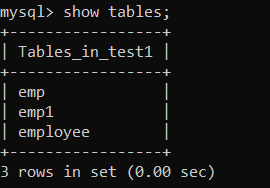 mysql> show tables;
+-----------------+
| Tables_in_test1 |
+-----------------+
| emp             |
| emp1            |
| employee        |
+-----------------+
3 rows in set (0.00 sec)